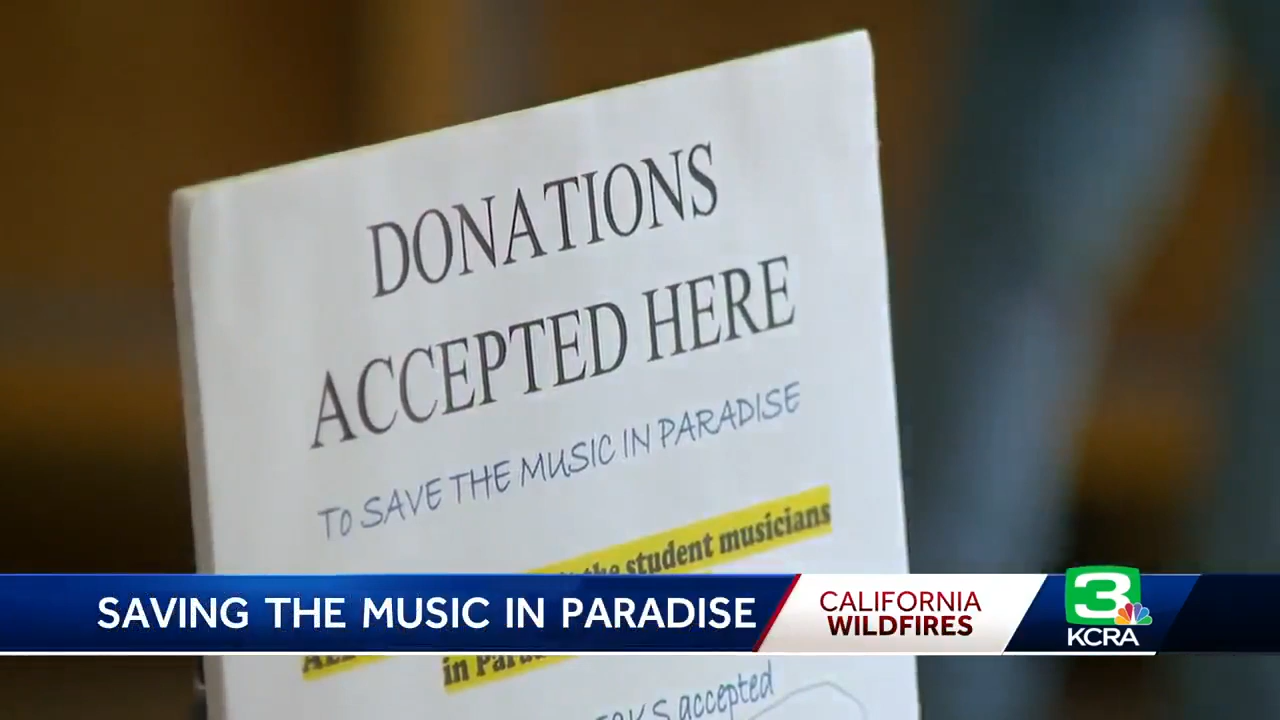 DONATIONS
ACCEPTED HERE
TO SAVE THE MUSIC IN PARADISE
the student musicians
SAVING THE MUSIC IN PARADISE
CALIFORNIA
WILDFIRES
3
KCRA
in
accepted